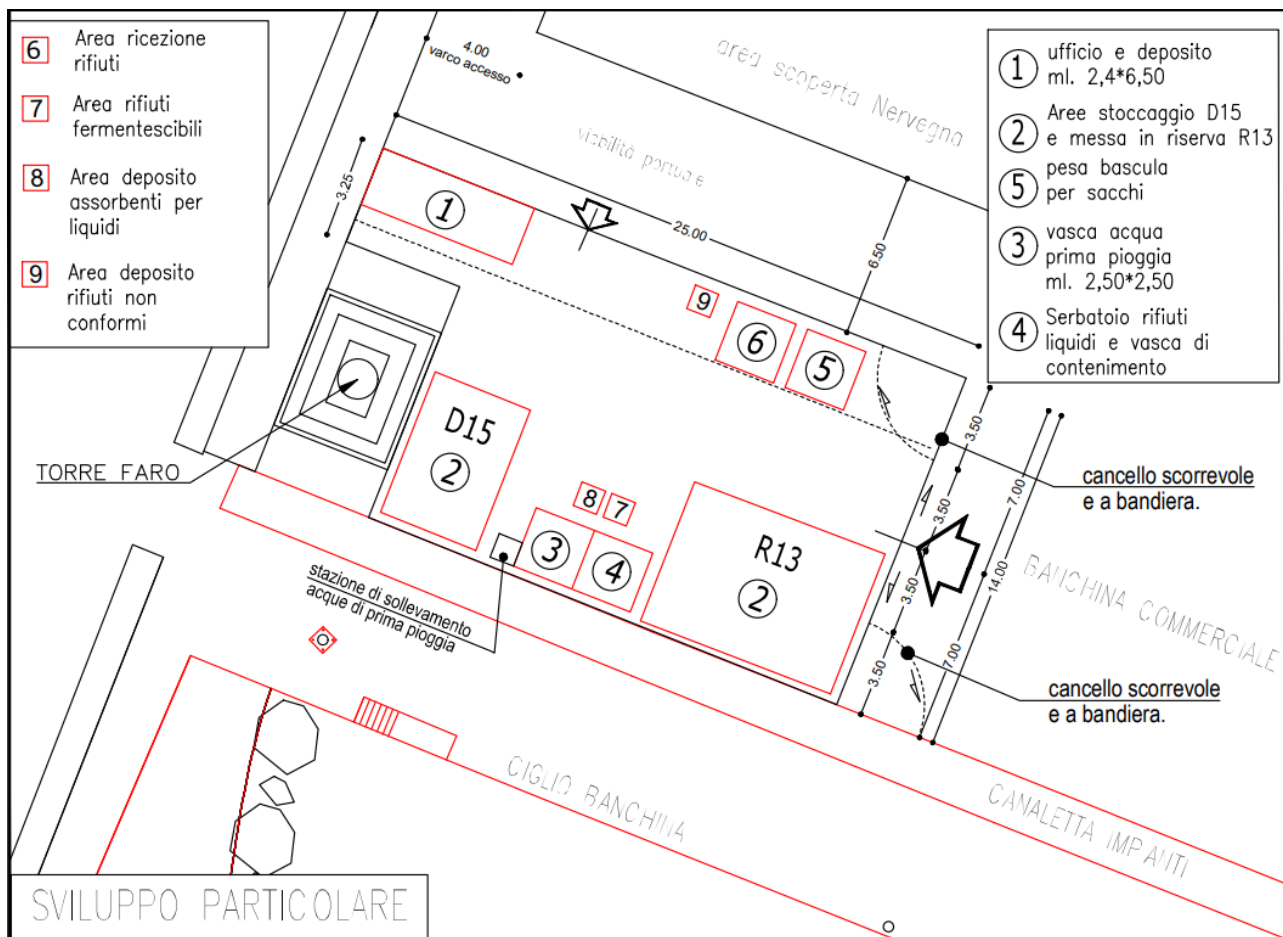 6 Area ricezione
rifiuti
7 Area rifiuti
fermentescibili
8 Area deposito
assorbenti per
liquidi
9 Area deposito
rifiuti non
conformi
4.00
varco accesso
area scoperta Nervegna
viabilità portuale
1 ufficio e deposito
ml. 2,4*6,50
2 Aree stoccaggio D15
e messa in riserva R13
5 pesa bascula
per sacchi
3 vasca acqua
prima pioggia
ml. 2,50*2,50
4 Serbatoio rifiuti
liquidi e vasca di
contenimento
3.25
1
25.00
6.50
9
6
5
D15
2
TORRE FARO
8
7
3
4
R13
2
3.50
3.50
3.50
3.50
7.00
14.00
7.00
cancello scorrevole
e a bandiera.
BANCHINA COMMERCIALE
stazione di sollevamento
acque di prima pioggia
cancello scorrevole
e a bandiera.
CIGLIO BANCHINA
CANALETTA IMPIANTI
SVILUPPO PARTICOLARE